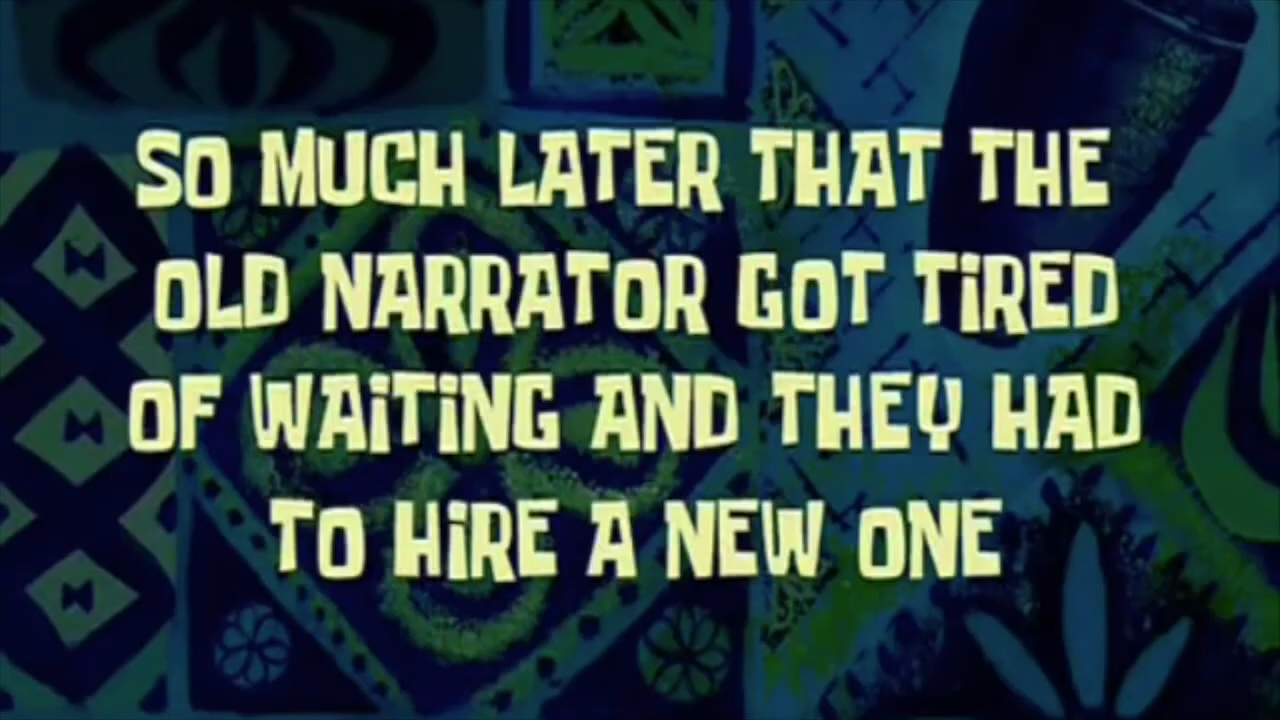 SO MUCH LATER THAT THE
OLD NARRATOR GOT TiRED
OF WAiTiNG AND THEY HAD
TO HiRE A NEW ONE